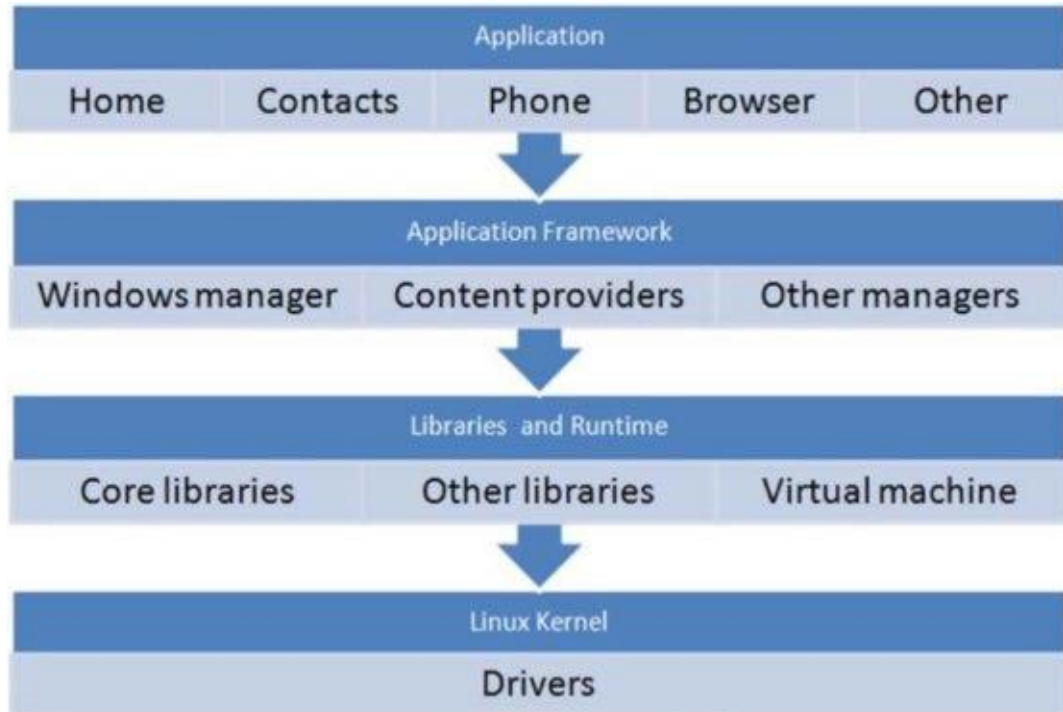 Application
Home Contacts Phone Browser Other
Application Framework
Windows manager Content providers Other managers
Libraries and Runtime
Core libraries Other libraries Virtual machine
Linux Kernel
Drivers